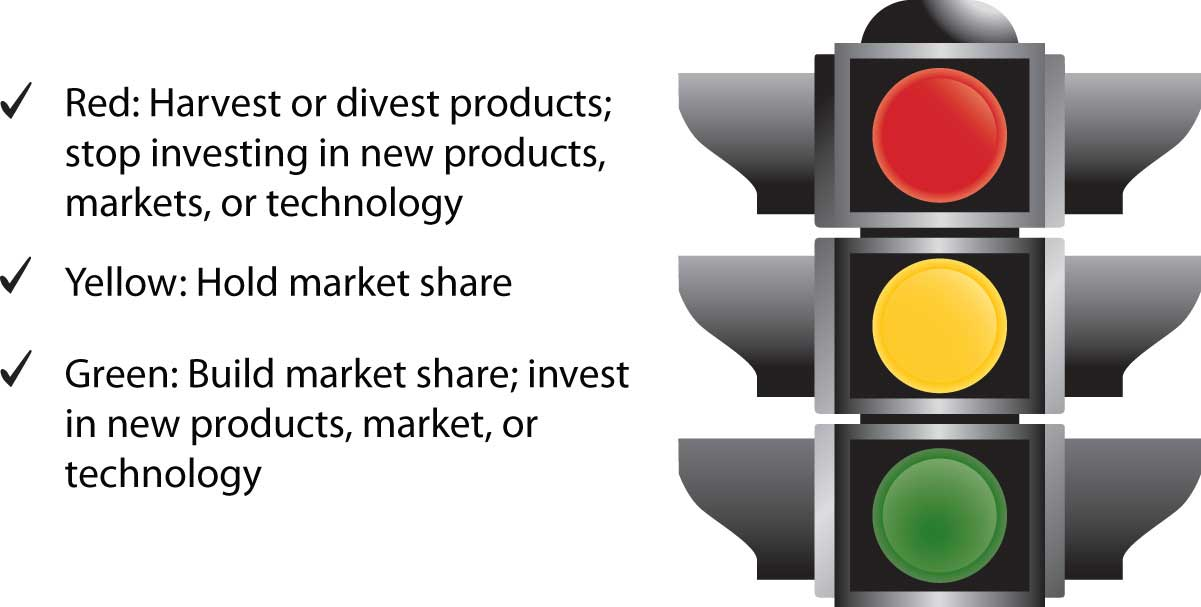 Red: Harvest or divest products;
stop investing in new products,
markets, or technology
Yellow: Hold market share
Green: Build market share; invest
in new products, market, or
technology